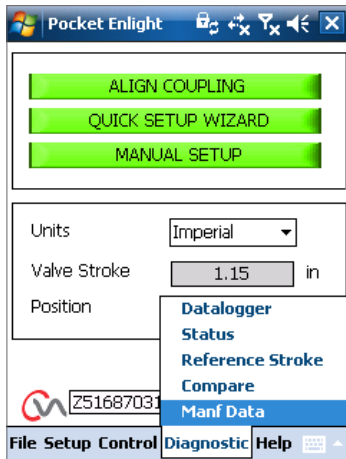 Pocket Enlight
ALIGN COUPLING
QUICK SETUP WIZARD
MANUAL SETUP
Units Imperial
Valve Stroke 1.15 in
Position
Datalogger
Status
Reference Stroke
Compare
Manf Data
Z51687031
File Setup Control Diagnostic Help